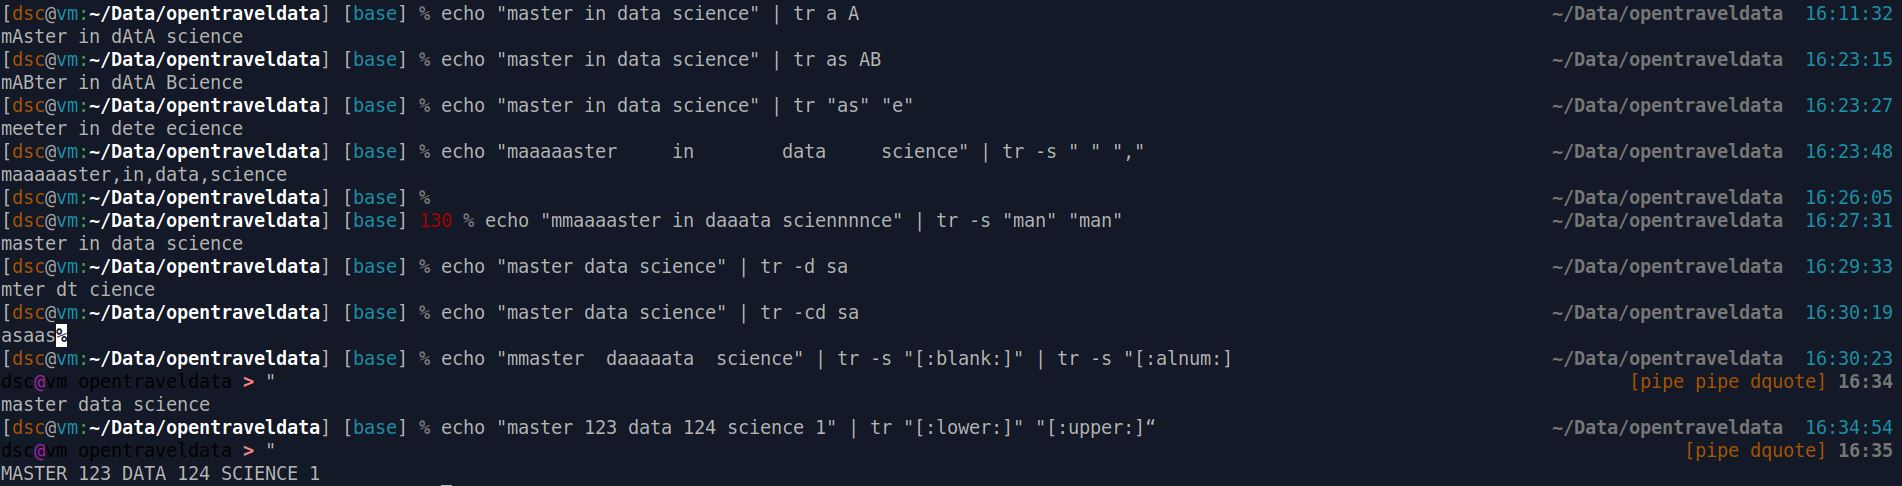 [dsc@vm:~/Data/opentraveldata] [base] % echo "master in data science" | tr a A ~/Data/opentraveldata 16:11:32
mAster in dAtA science
[dsc@vm:~/Data/opentraveldata] [base] % echo "master in data science" | tr as AB ~/Data/opentraveldata 16:23:15
mABter in dAtA Bcience
[dsc@vm:~/Data/opentraveldata] [base] % echo "master in data science" | tr "as" "e" ~/Data/opentraveldata 16:23:27
meeter in dete ecience
[dsc@vm:~/Data/opentraveldata] [base] % echo "maaaaaster     in        data     science" | tr -s " " "," ~/Data/opentraveldata 16:23:48
maaaaaster,in,data,science
[dsc@vm:~/Data/opentraveldata] [base] % ~/Data/opentraveldata 16:26:05
[dsc@vm:~/Data/opentraveldata] [base] 130 % echo "mmaaaaster in daaata sciennnnce" | tr -s "man" "man" ~/Data/opentraveldata 16:27:31
master in data science
[dsc@vm:~/Data/opentraveldata] [base] % echo "master data science" | tr -d sa ~/Data/opentraveldata 16:29:33
mter dt cience
[dsc@vm:~/Data/opentraveldata] [base] % echo "master data science" | tr -cd sa ~/Data/opentraveldata 16:30:19
asaas%
[dsc@vm:~/Data/opentraveldata] [base] % echo "mmaster  daaaaata  science" | tr -s "[:blank:]" | tr -s "[:alnum:] ~/Data/opentraveldata 16:30:23
dsc@vm opentraveldata > " [pipe pipe dquote] 16:34
master data science
[dsc@vm:~/Data/opentraveldata] [base] % echo "master 123 data 124 science 1" | tr "[:lower:]" "[:upper:]“ ~/Data/opentraveldata 16:34:54
dsc@vm opentraveldata > " [pipe dquote] 16:35
MASTER 123 DATA 124 SCIENCE 1